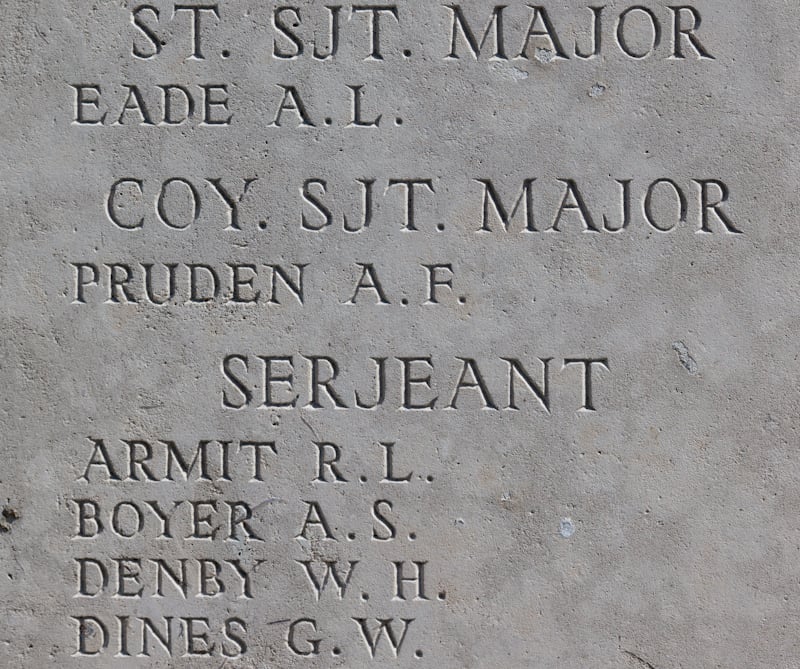 ST. SJT. MAJOR
EADE A.L.
COY. SJT. MAJOR
PRUDEN A.F.
SERJEANT
ARMIT R.L.
BOYER A.S.
DENBY W.H.
DINES G.W.